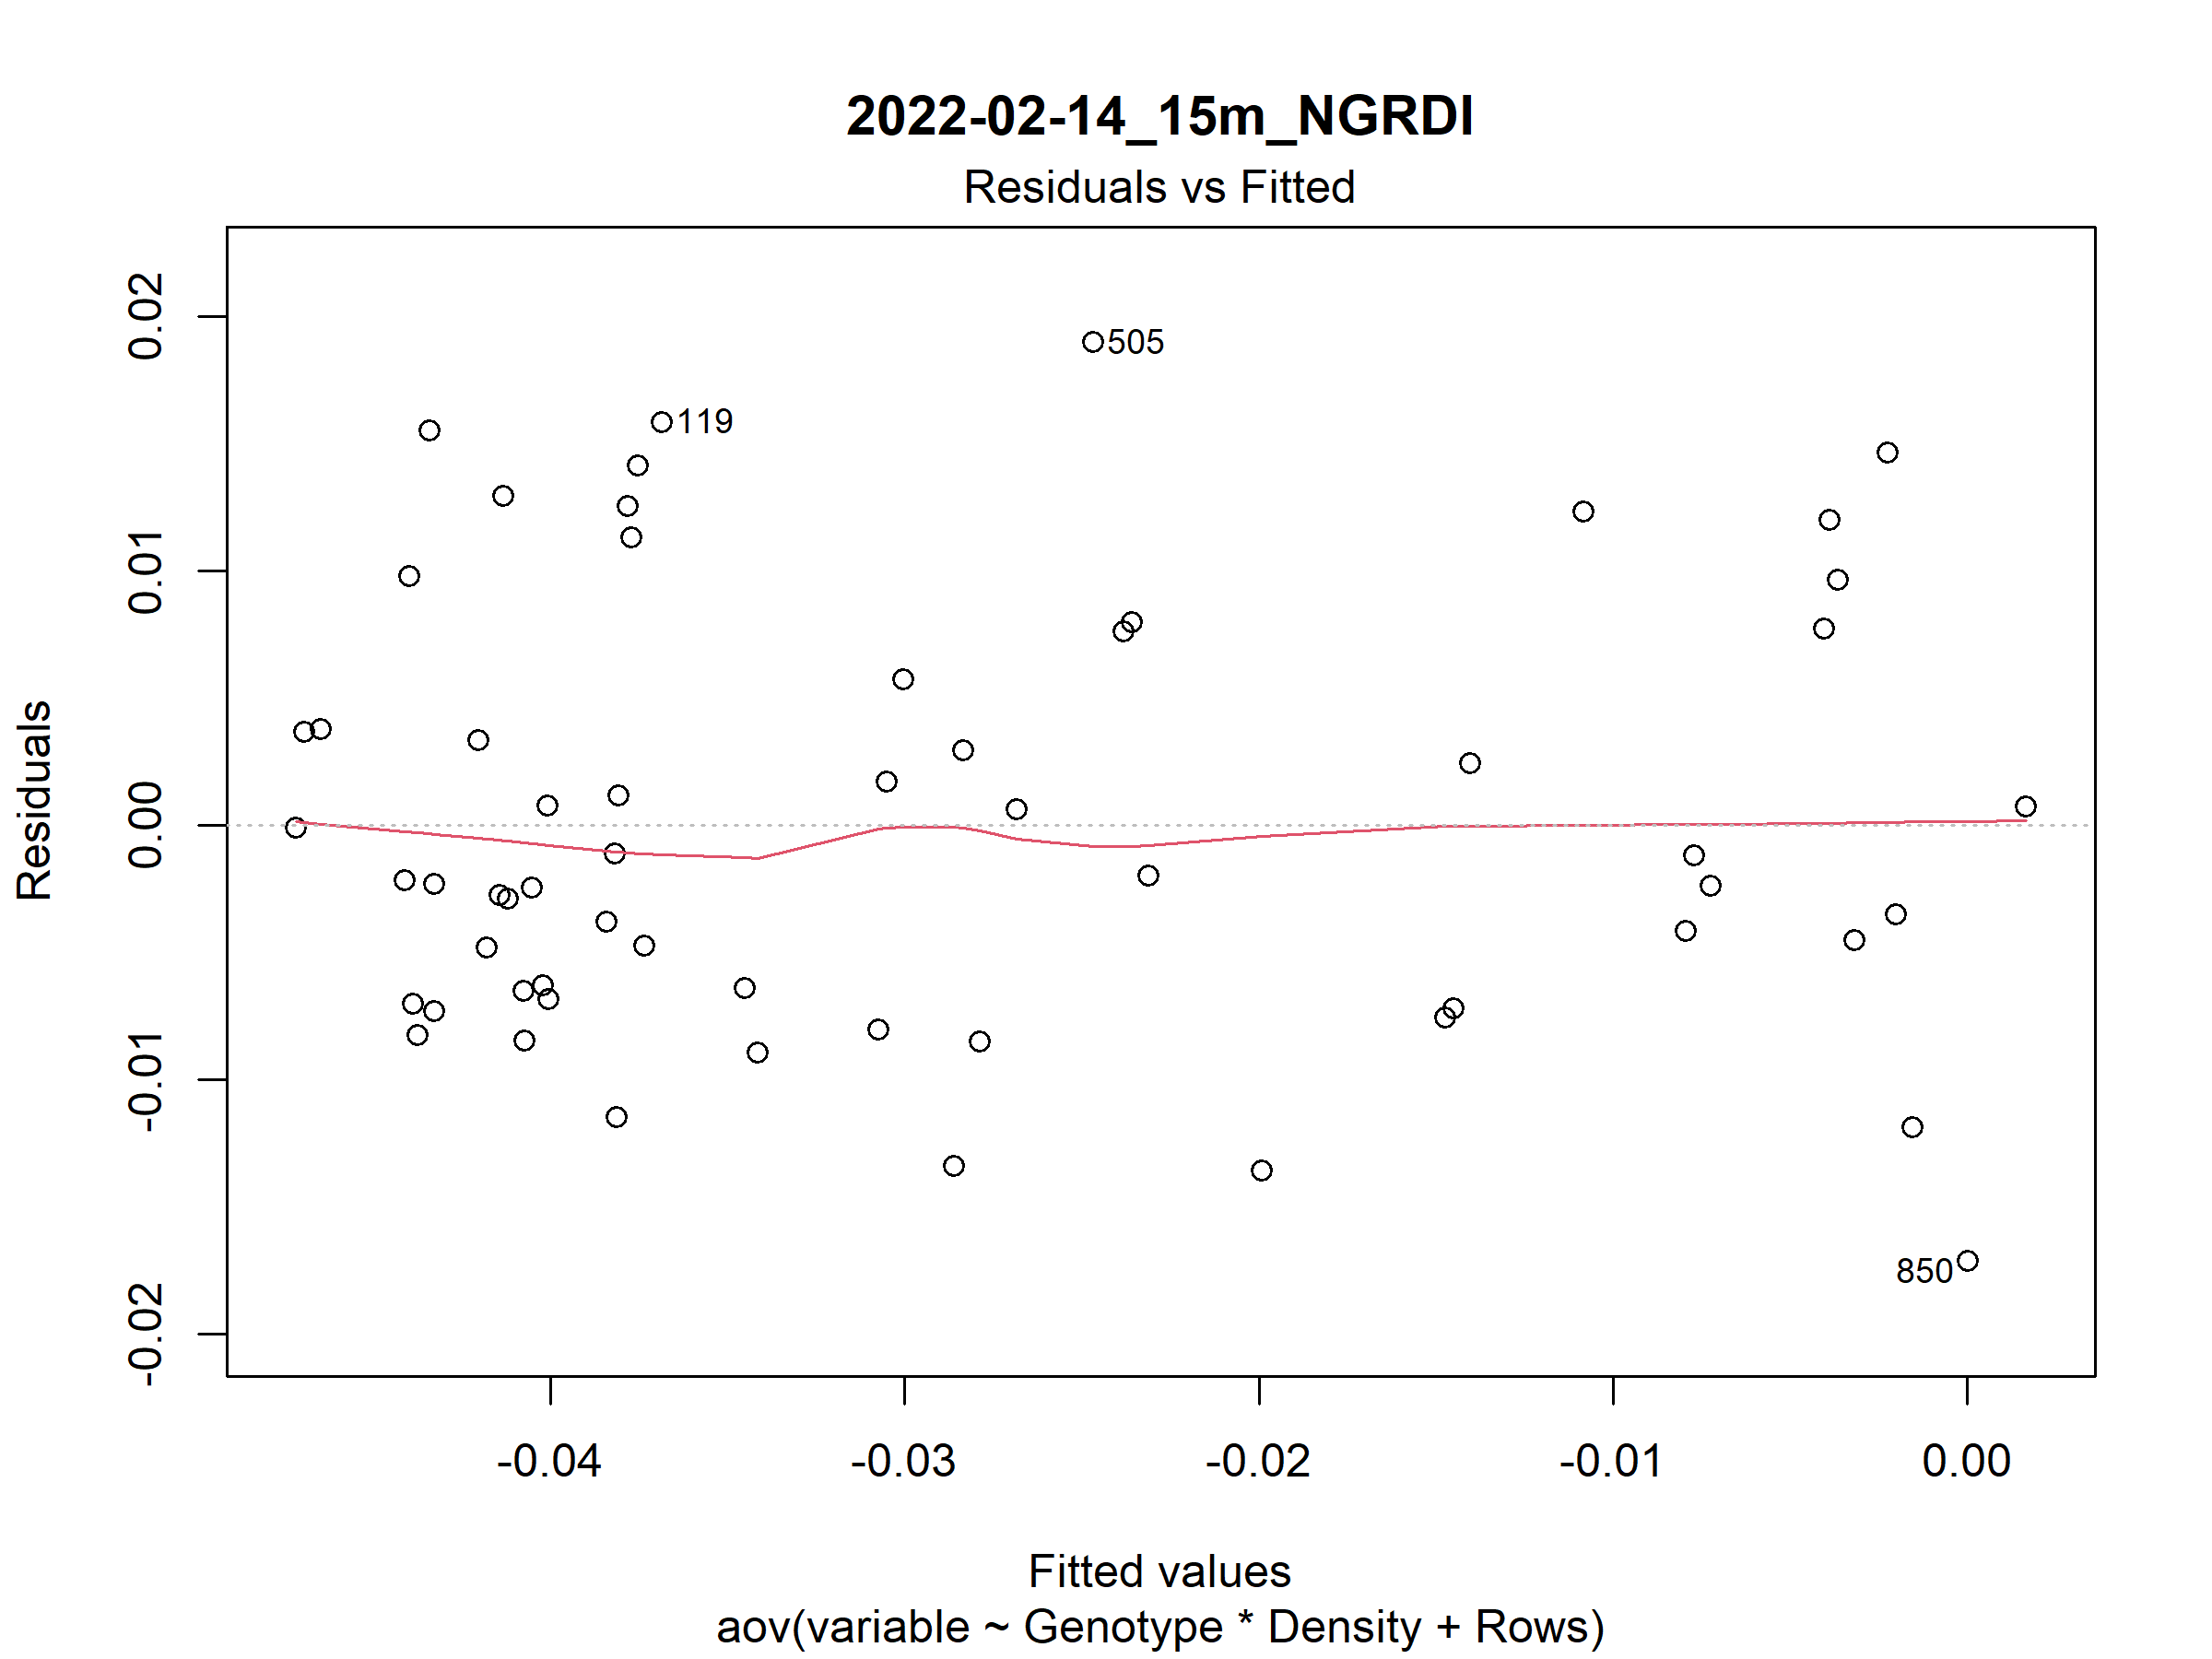 2022-02-14_15m_NGRDI
Residuals vs Fitted
505
119
850
0.02
0.01
0.00
-0.01
-0.02
Residuals
-0.04 -0.03 -0.02 -0.01 0.00
Fitted values
aov(variable ~ Genotype * Density + Rows)